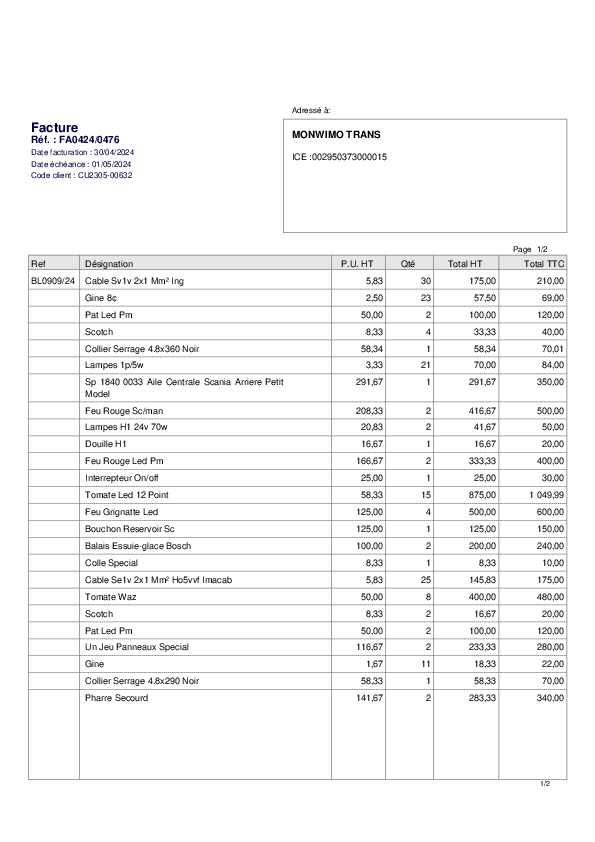 Adressé à:
Facture
Réf. : FA0424/0476
Date facturation : 30/04/2024
Date échéance : 01/05/2024
Code client : CU2305-00632
MONWIMO TRANS
ICE :002950373000015
Page 1/2
Ref Désignation P.U. HT Qté Total HT Total TTC
BL0909/24 Cable Sv1v 2x1 Mm² Ing 5,83 30 175,00 210,00
Gine 8¢ 2,50 23 57,50 69,00
Pat Led Pm 50,00 2 100,00 120,00
Scotch 8,33 4 33,33 40,00
Collier Serrage 4.8x360 Noir 58,34 1 58,34 70,01
Lampes 1p/5w 3,33 21 70,00 84,00
Sp 1840 0033 Aile Centrale Scania Arriere Petit 291,67 1 291,67 350,00
Model
Feu Rouge Sc/man 208,33 2 416,67 500,00
Lampes H1 24v 70w 20,83 2 41,67 50,00
Douille H1 16,67 1 16,67 20,00
Feu Rouge Led Pm 166,67 2 333,33 400,00
Interrepteur On/off 25,00 1 25,00 30,00
Tomate Led 12 Point 58,33 15 875,00 1 049,99
Feu Grignatte Led 125,00 4 500,00 600,00
Bouchon Reservoir Sc 125,00 1 125,00 150,00
Balais Essuie-glace Bosch 100,00 2 200,00 240,00
Colle Special 8,33 1 8,33 10,00
Cable Se1v 2x1 Mm² Ho5vvf Imacab 5,83 25 145,83 175,00
Tomate Waz 50,00 8 400,00 480,00
Scotch 8,33 2 16,67 20,00
Pat Led Pm 50,00 2 100,00 120,00
Un Jeu Panneaux Special 116,67 2 233,33 280,00
Gine 1,67 11 18,33 22,00
Collier Serrage 4.8x290 Noir 58,33 1 58,33 70,00
Pharre Secourd 141,67 2 283,33 340,00
1/2